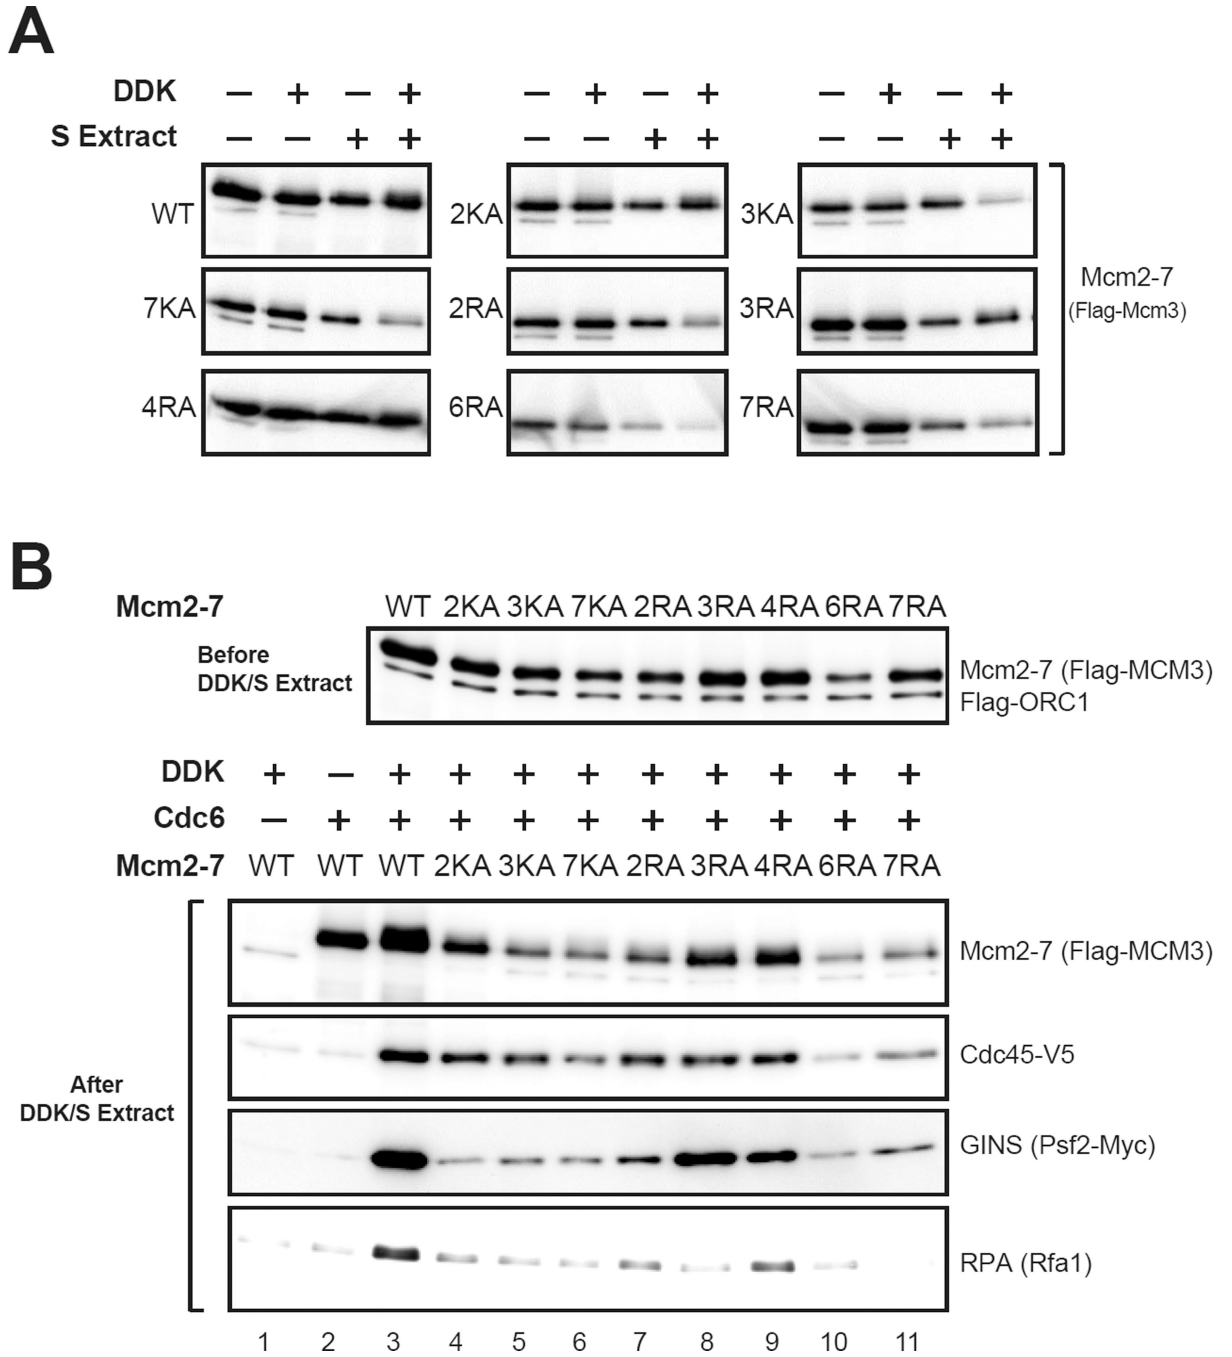 A
DDK – + – + – + – + – + – +
S Extract – – + + – – + + – – + +
WT 2KA 3KA
7KA 2RA 3RA
4RA 6RA 7RA
Mcm2-7
(Flag-Mcm3)
B
Mcm2-7 WT 2KA 3KA 7KA 2RA 3RA 4RA 6RA 7RA
Before
DDK/S Extract
Mcm2-7 (Flag-MCM3)
Flag-ORC1
DDK + – + + + + + + + + +
Cdc6 – + + + + + + + + + +
Mcm2-7 WT WT WT 2KA 3KA 7KA 2RA 3RA 4RA 6RA 7RA
Mcm2-7 (Flag-MCM3)
Cdc45-V5
After
DDK/S Extract
GINS (Psf2-Myc)
RPA (Rfa1)
1 2 3 4 5 6 7 8 9 10 11